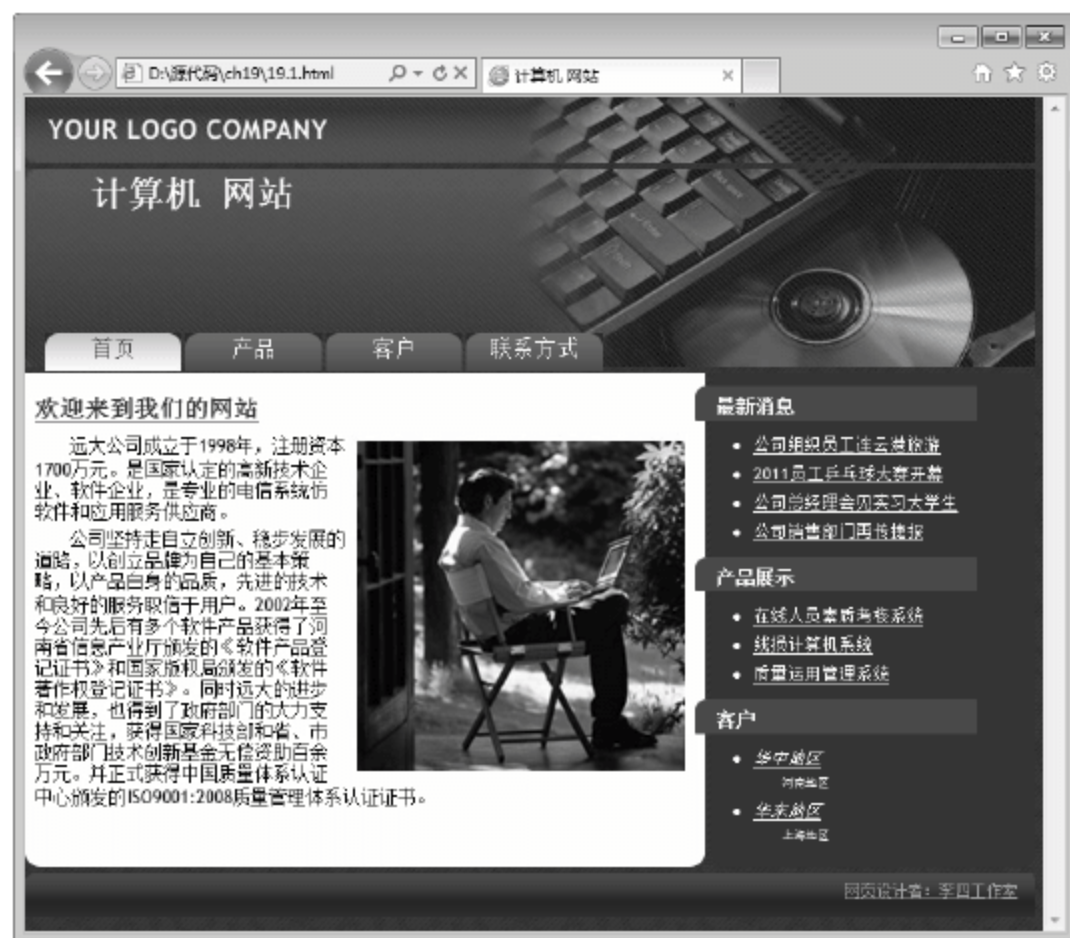 D:\源代码\ch19\19.1.html
计算机 网站
YOUR LOGO COMPANY
计算机 网站
首页
产品
客户
联系方式
欢迎来到我们的网站
远大公司成立于1998年，注册资本
1700万元。是国家认定的高新技术企
业、软件企业，是专业的电信系统仿
软件和应用服务供应商。
公司坚持走自立创新、稳步发展的
道路，以创立品牌为自己的基本策
略，以产品自身的品质，先进的技术
和良好的服务取信于用户。2002年至
今公司先后有多个软件产品获得了河
南省信息产业厅颁发的《软件产品登
记证书》和国家版权局颁发的《软件
著作权登记证书》。同时远大的进步
和发展，也得到了政府部门的大力支
持和关注，获得国家科技部和省、市
政府部门技术创新基金无偿资助百余
万元。并正式获得中国质量体系认证
中心颁发的ISO9001:2008质量管理体系认证证书。
最新消息
公司组织员工连云港旅游
2011员工乒乓球大赛开幕
公司总经理会见实习大学生
公司销售部门再传捷报
产品展示
在线人员素质考核系统
线损计算机系统
质量运用管理系统
客户
华中地区
河南地区
华东地区
上海地区
网页设计者：李四工作室